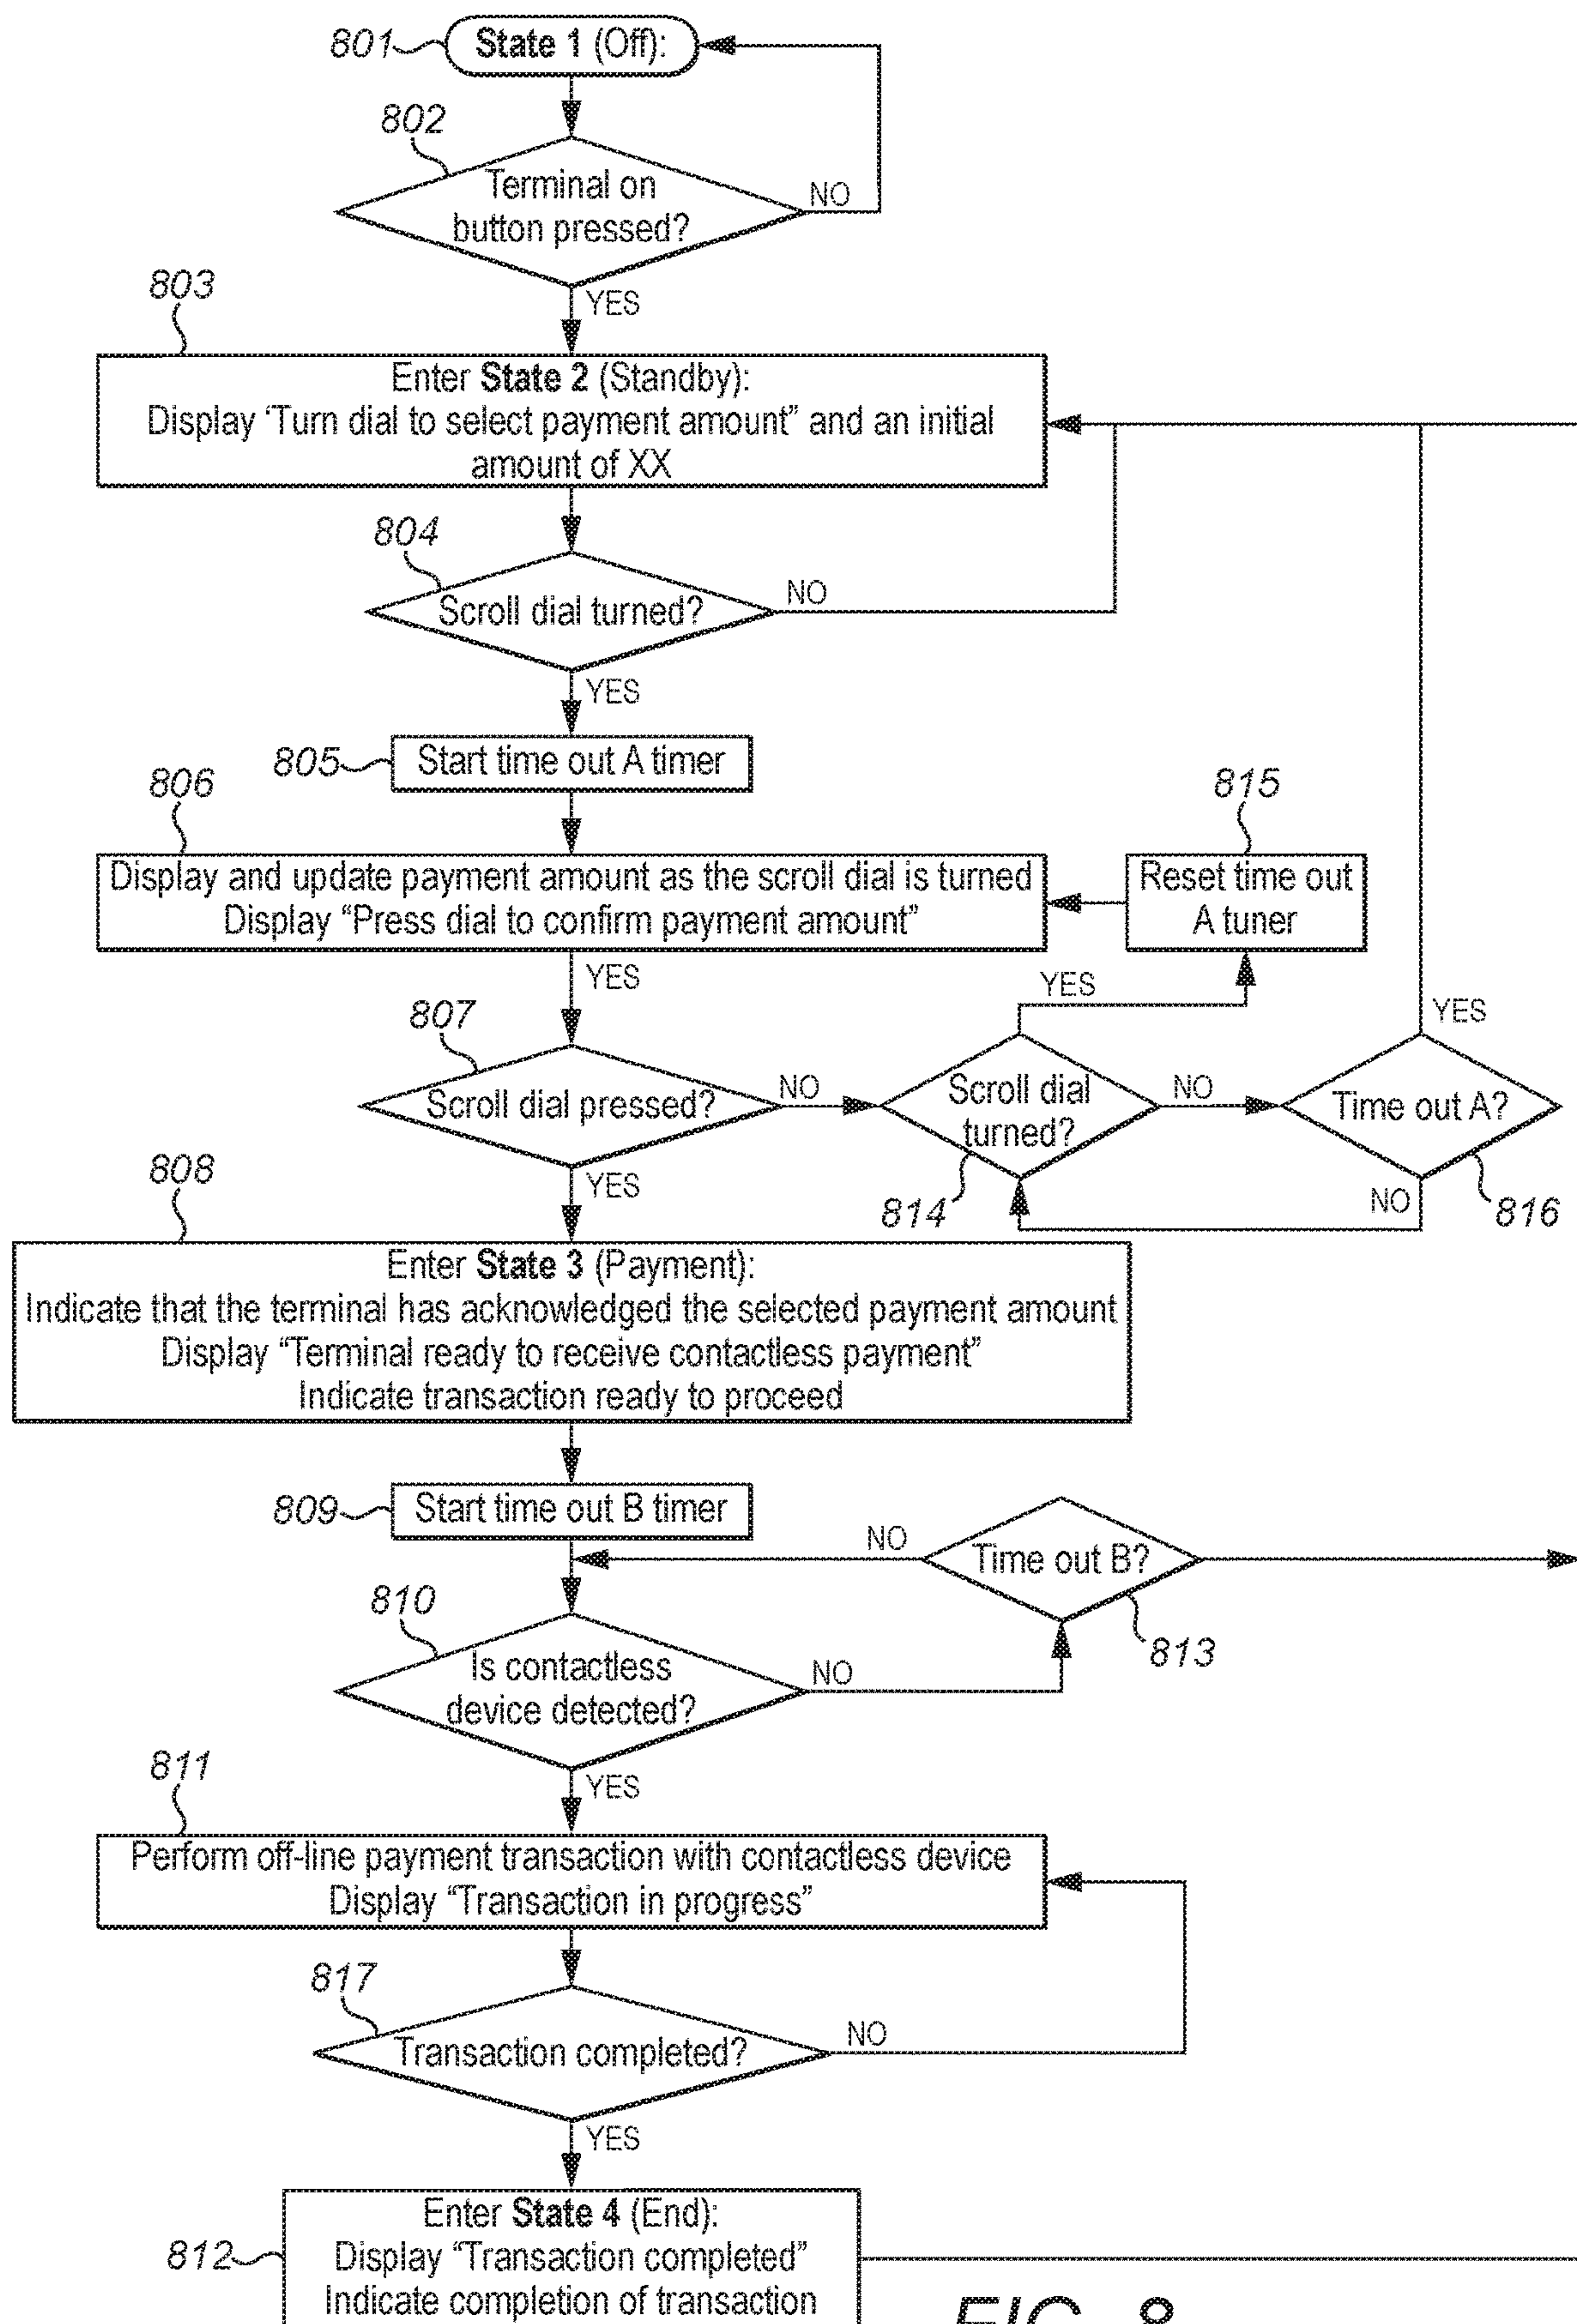 801
State 1 (Off):
802
Terminal on
button pressed?
NO
YES
803
Enter State 2 (Standby):
Display ‘Turn dial to select payment amount” and an initial
amount of XX
804
Scroll dial turned?
NO
YES
805
Start time out A timer
806
Display and update payment amount as the scroll dial is turned
Display “Press dial to confirm payment amount”
815
Reset time out
A tuner
YES
807
Scroll dial pressed?
NO
YES
Scroll dial
turned?
814
NO
Time out A?
YES
NO
816
YES
808
Enter State 3 (Payment):
Indicate that the terminal has acknowledged the selected payment amount
Display “Terminal ready to receive contactless payment”
Indicate transaction ready to proceed
809
Start time out B timer
NO
Time out B?
813
810
Is contactless
device detected?
NO
YES
811
Perform off-line payment transaction with contactless device
Display “Transaction in progress”
817
Transaction completed?
NO
YES
812
Enter State 4 (End):
Display “Transaction completed”
Indicate completion of transaction
FIG. 8